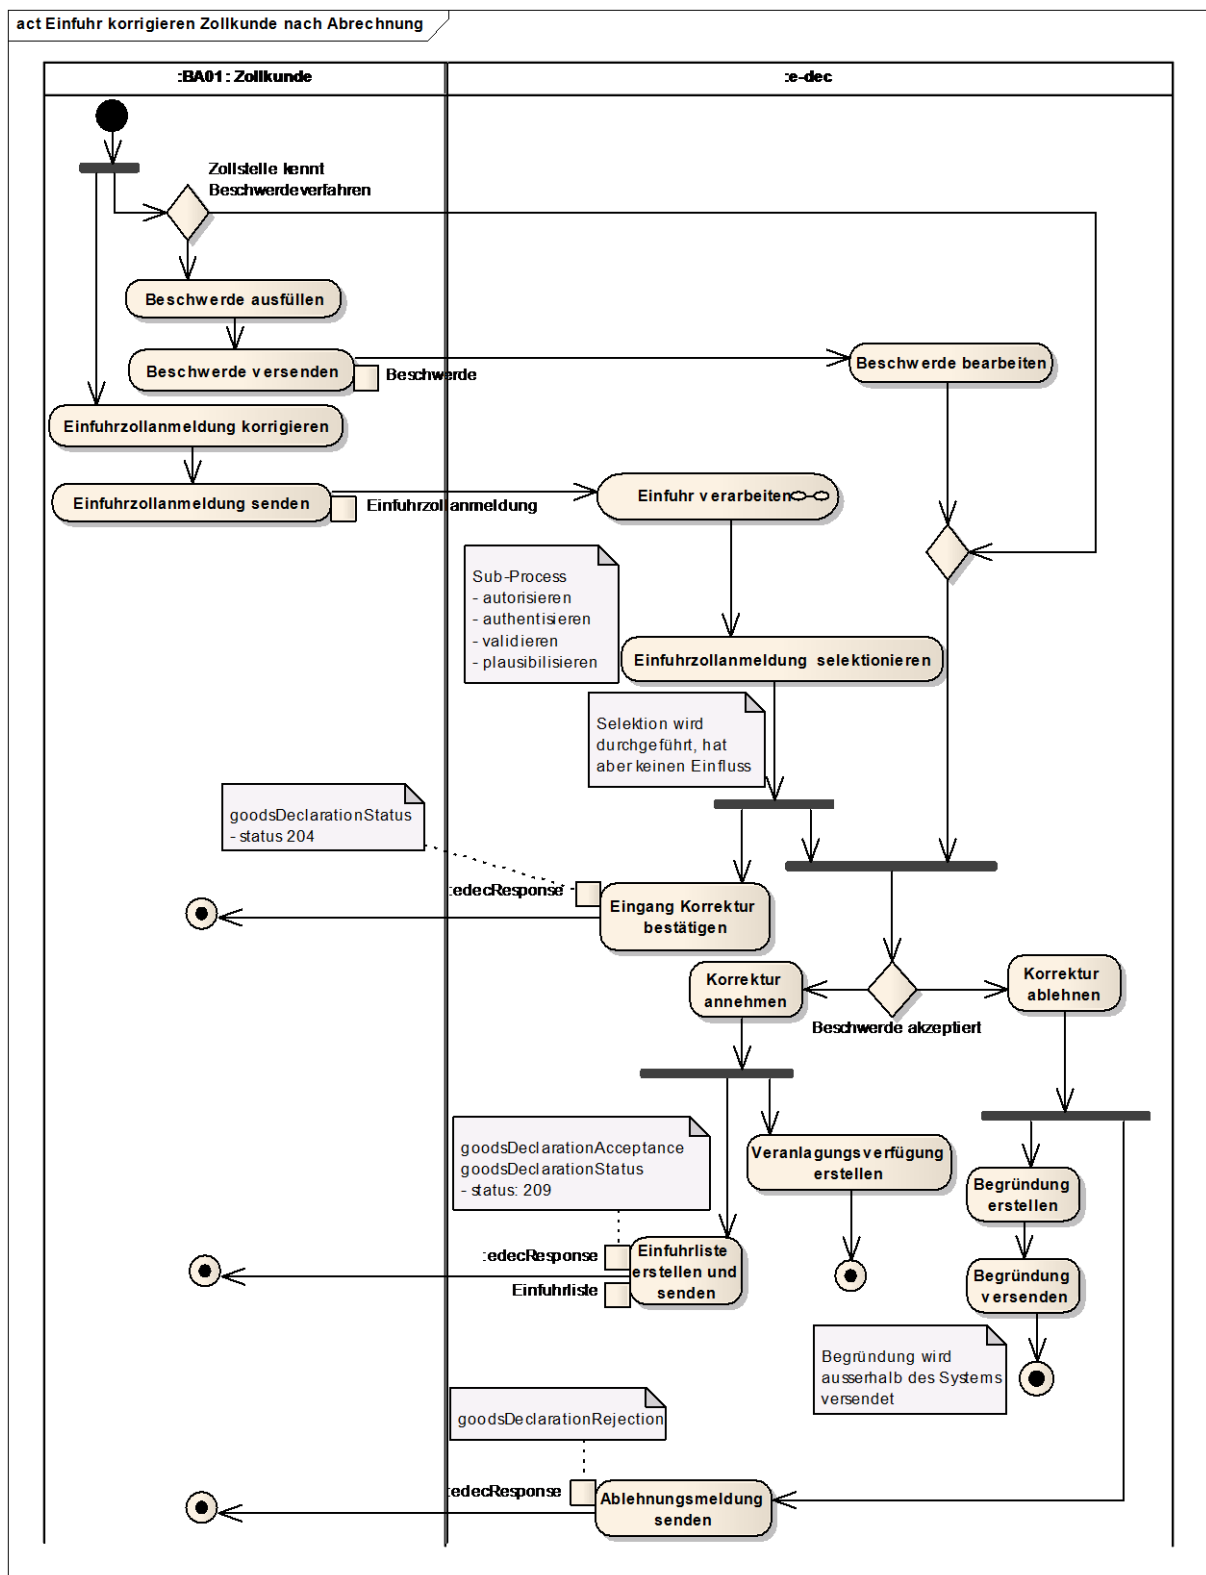 act Einfuhr korrigieren Zollkunde nach Abrechnung
:BA01 : Zollkunde
:e-dec
Zollstelle kennt
Beschwerdeverfahren
Beschwerde ausfüllen
Beschwerde versenden
Beschwerde
Beschwerde bearbeiten
Einfuhrzollanmeldung korrigieren
Einfuhrzollanmeldung senden
Einfuhrzollanmeldung
Einfuhr verarbeiten
Sub-Process
- autorisieren
- authentisieren
- validieren
- plausibilisieren
Einfuhrzollanmeldung selektionieren
Selektion wird
durchgeführt, hat
aber keinen Einfluss
goodsDeclarationStatus
- status 204
:edecResponse
Eingang Korrektur
bestätigen
Korrektur
annehmen
Korrektur
ablehnen
Beschwerde akzeptiert
goodsDeclarationAcceptance
goodsDeclarationStatus
- status: 209
Veranlagungsverfügung
erstellen
Begründung
erstellen
:edecResponse
Einfuhrliste
Einfuhrliste
erstellen und
senden
Begründung
versenden
Begründung wird
ausserhalb des Systems
versendet
goodsDeclarationRejection
:edecResponse
Ablehnungsmeldung
senden